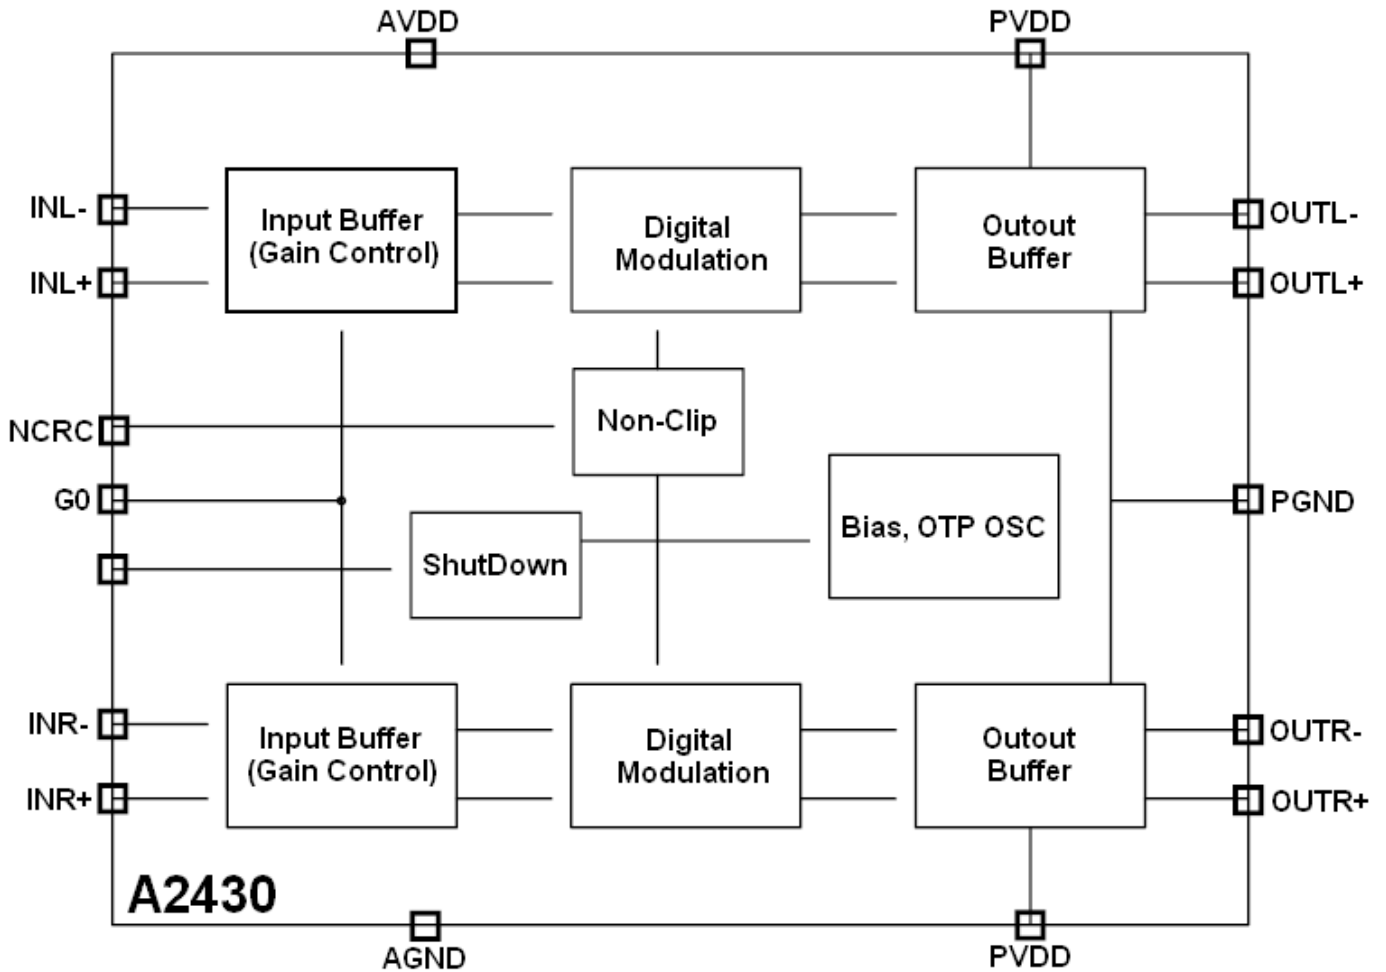 AVDD
PVDD
INL-
INL+
Input Buffer
(Gain Control)
Digital
Modulation
Outout
Buffer
OUTL-
OUTL+
NCRC
G0
Non-Clip
ShutDown
Bias, OTP OSC
PGND
INR-
INR+
Input Buffer
(Gain Control)
Digital
Modulation
Outout
Buffer
OUTR-
OUTR+
A2430
AGND
PVDD